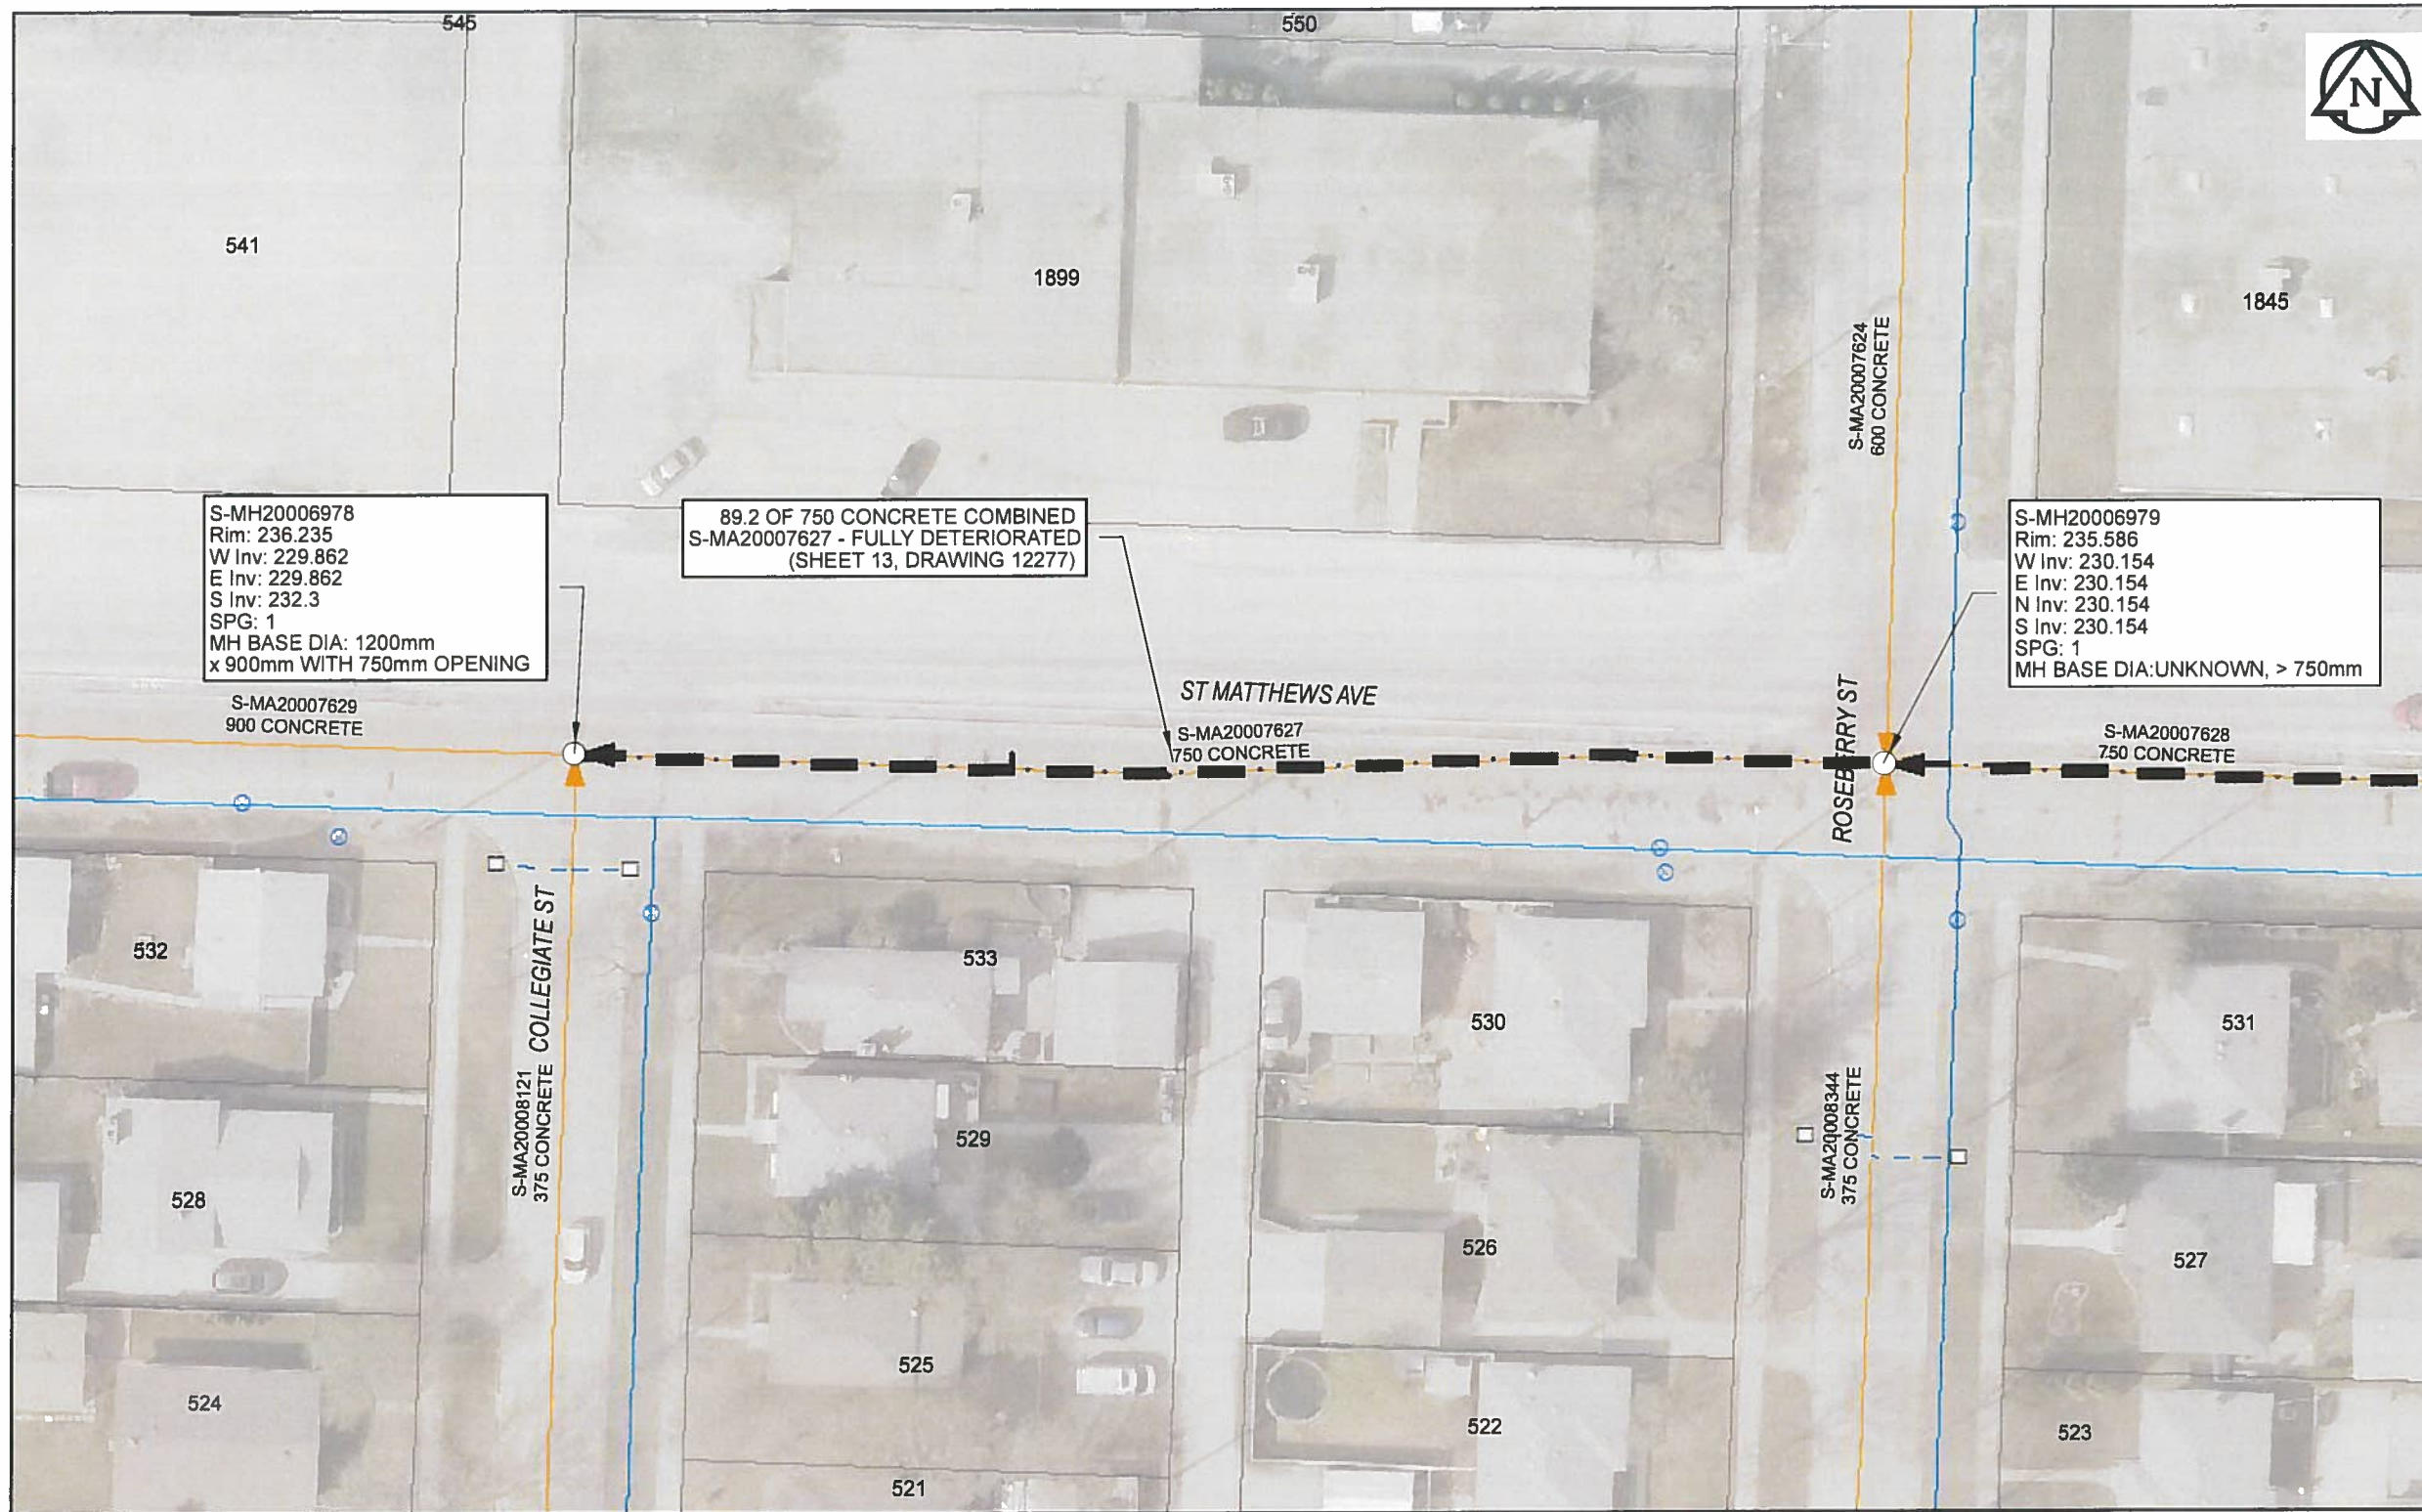 545
550
N
541
1899
1845
S-MA20007624
600 CONCRETE
S-MH20006978
Rim: 236.235
W Inv: 229.862
E Inv: 229.862
S Inv: 232.3
SPG: 1
MH BASE DIA: 1200mm
x 900mm WITH 750mm OPENING
89.2 OF 750 CONCRETE COMBINED
S-MA20007627 - FULLY DETERIORATED
(SHEET 13, DRAWING 12277)
S-MH20006979
Rim: 235.586
W Inv: 230.154
E Inv: 230.154
N Inv: 230.154
S Inv: 230.154
SPG: 1
MH BASE DIA:UNKNOWN, > 750mm
S-MA20007629
900 CONCRETE
ST MATTHEWS AVE
S-MA20007627
750 CONCRETE
ROSEBERRY ST
S-MA20007628
750 CONCRETE
COLLEGIATE ST
532
533
530
531
S-MA20008121
375 CONCRETE
S-MA20008344
375 CONCRETE
529
528
526
527
525
524
522
523
521